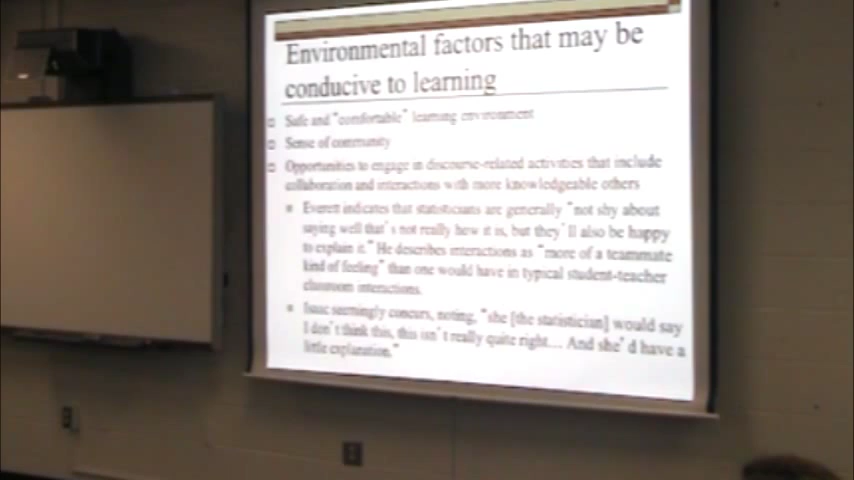 Environmental factors that may be
conducive to learning
Safe and "comfortable" learning environment
Sense of community
Opportunities to engage in discourse-related activities that include
collaboration and interactions with more knowledgeable others
Everett indicates that statisticians are generally "not shy about
saying well that's not really how it is, but they'll also be happy
to explain it." He describes interactions as "more of a teammate
kind of feeling" than one would have in typical student-teacher
classroom interactions.
Isaac seemingly concurs, noting, "she [the statistician] would say
I don't think this, this isn't really quite right... And she'd have a
little explanation."